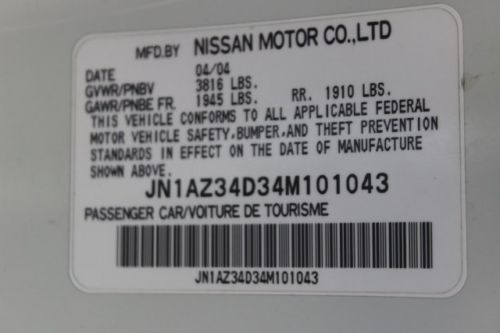 MFD.BY NISSAN MOTOR CO.,LTD
DATE 04/04
GVWR/PNBV 3816 LBS.
GAWR/PNBE FR. 1945 LBS. RR. 1910 LBS.
THIS VEHICLE CONFORMS TO ALL APPLICABLE FEDERAL
MOTOR VEHICLE SAFETY,BUMPER,AND THEFT PREVENTION
STANDARDS IN EFFECT ON THE DATE OF MANUFACTURE
SHOWN ABOVE.
JN1AZ34D34M101043
PASSENGER CAR/VOITURE DE TOURISME
JN1AZ34D34M101043